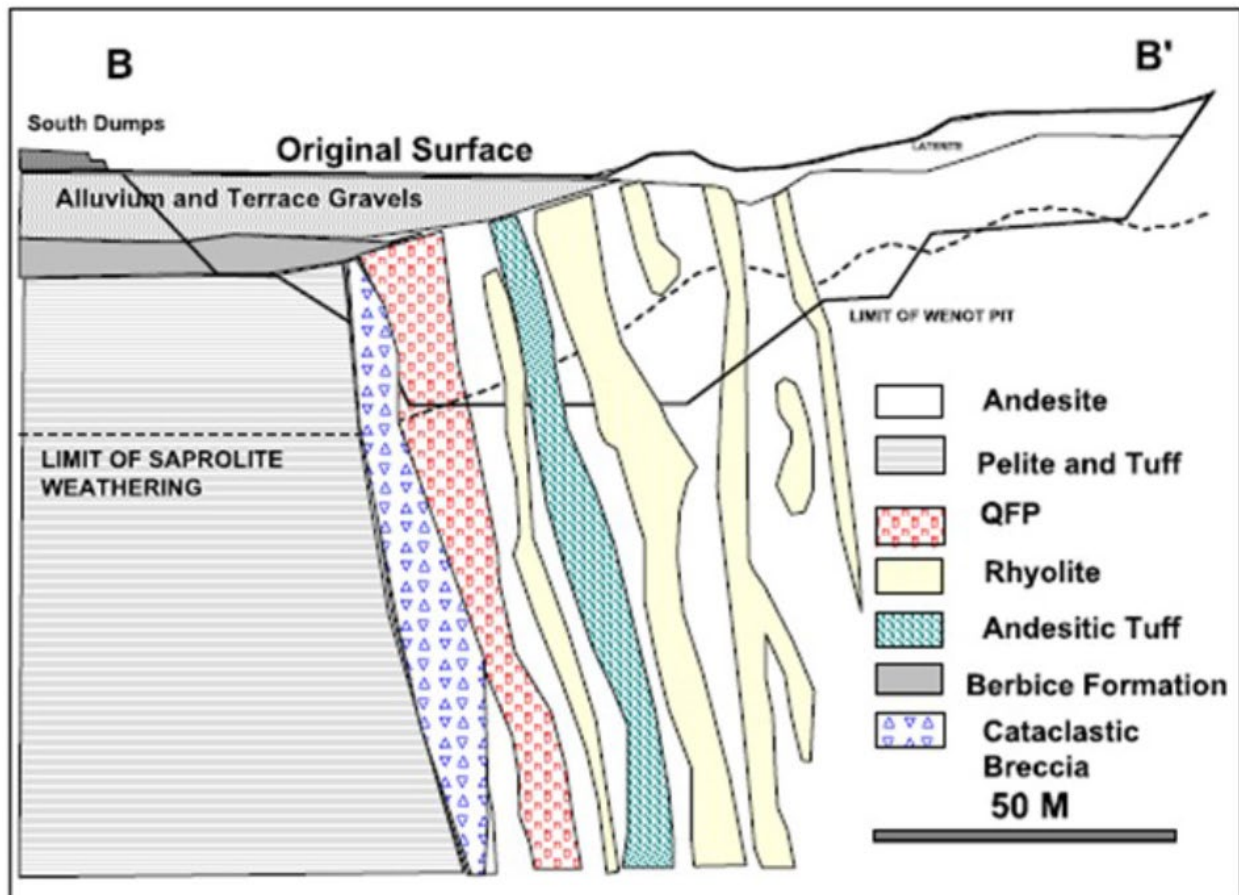 B
B'
South Dumps
Original Surface
LATERITE
Alluvium and Terrace Gravels
LIMIT OF WENOT PIT
LIMIT OF SAPROLITE
WEATHERING
Andesite
Pelite and Tuff
QFP
Rhyolite
Andesitic Tuff
Berbice Formation
Cataclastic
Breccia
50 M